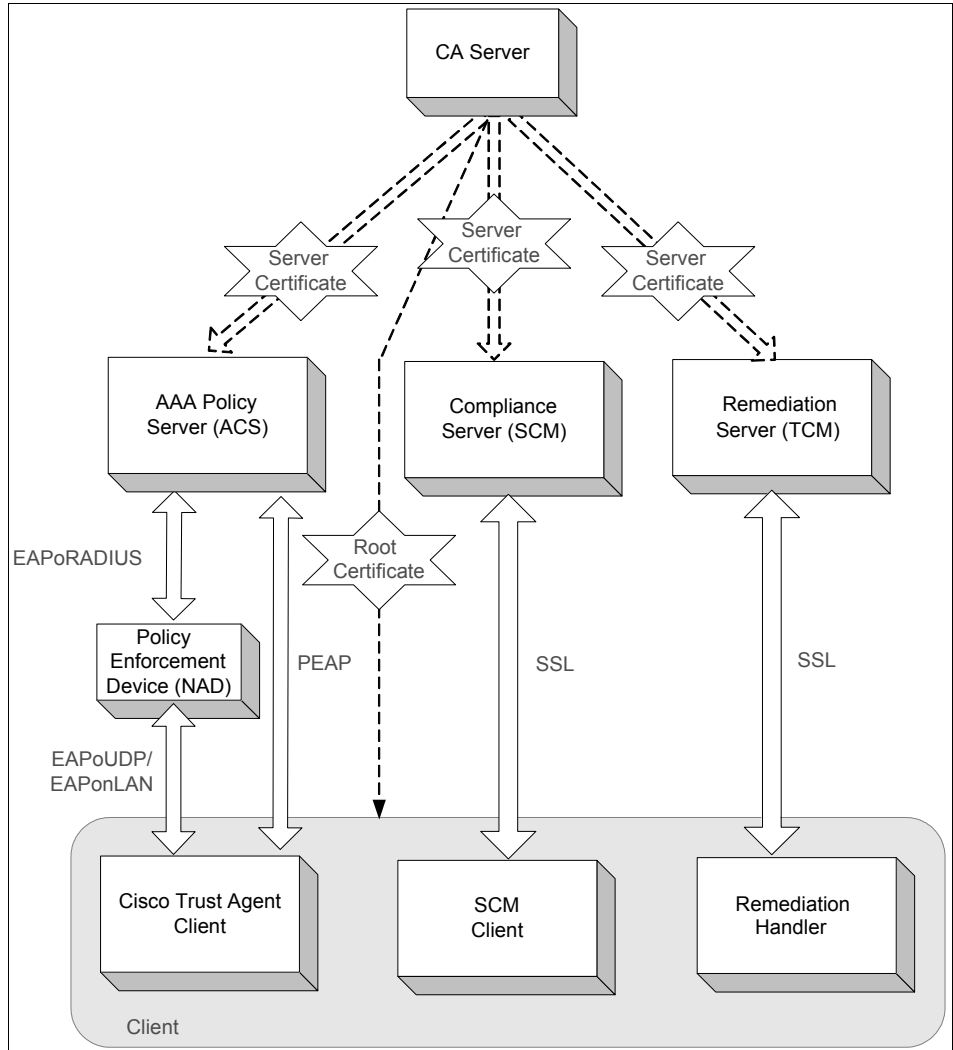 CA Server
Server
Certificate
Server
Certificate
Server
Certificate
AAA Policy
Server (ACS)
Compliance
Server (SCM)
Remediation
Server (TCM)
EAPoRADIUS
Root
Certificate
Policy
Enforcement
Device (NAD)
PEAP
SSL
SSL
EAPoUDP/
EAPonLAN
Cisco Trust Agent
Client
SCM
Client
Remediation
Handler
Client